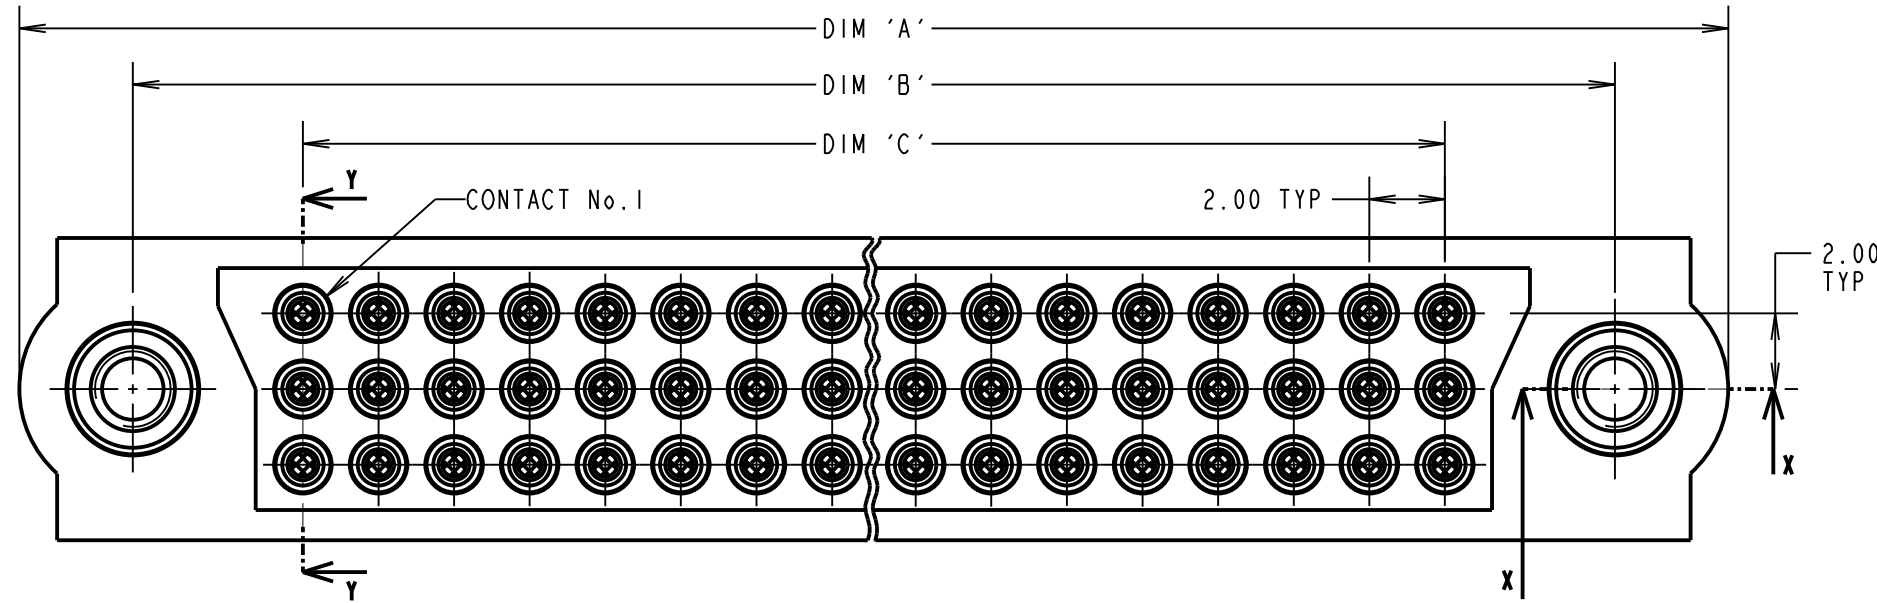 DIM 'A'
DIM 'B'
DIM 'C'
Y
CONTACT No.1
2.00 TYP
2.00
TYP
X
X
Y